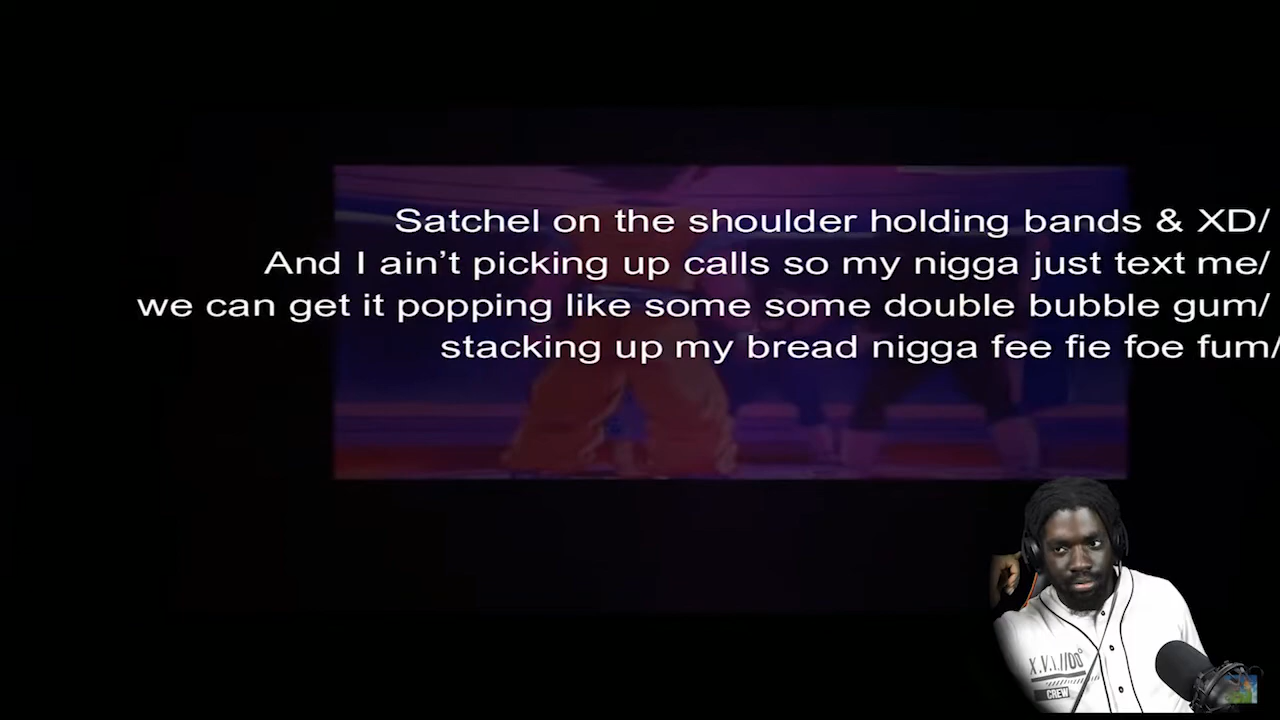 Satchel on the shoulder holding bands & XD/
And I ain’t picking up calls so my nigga just text me/
we can get it popping like some some double bubble gum/
stacking up my bread nigga fee fie foe fum/
X.V.\//00°
CREW